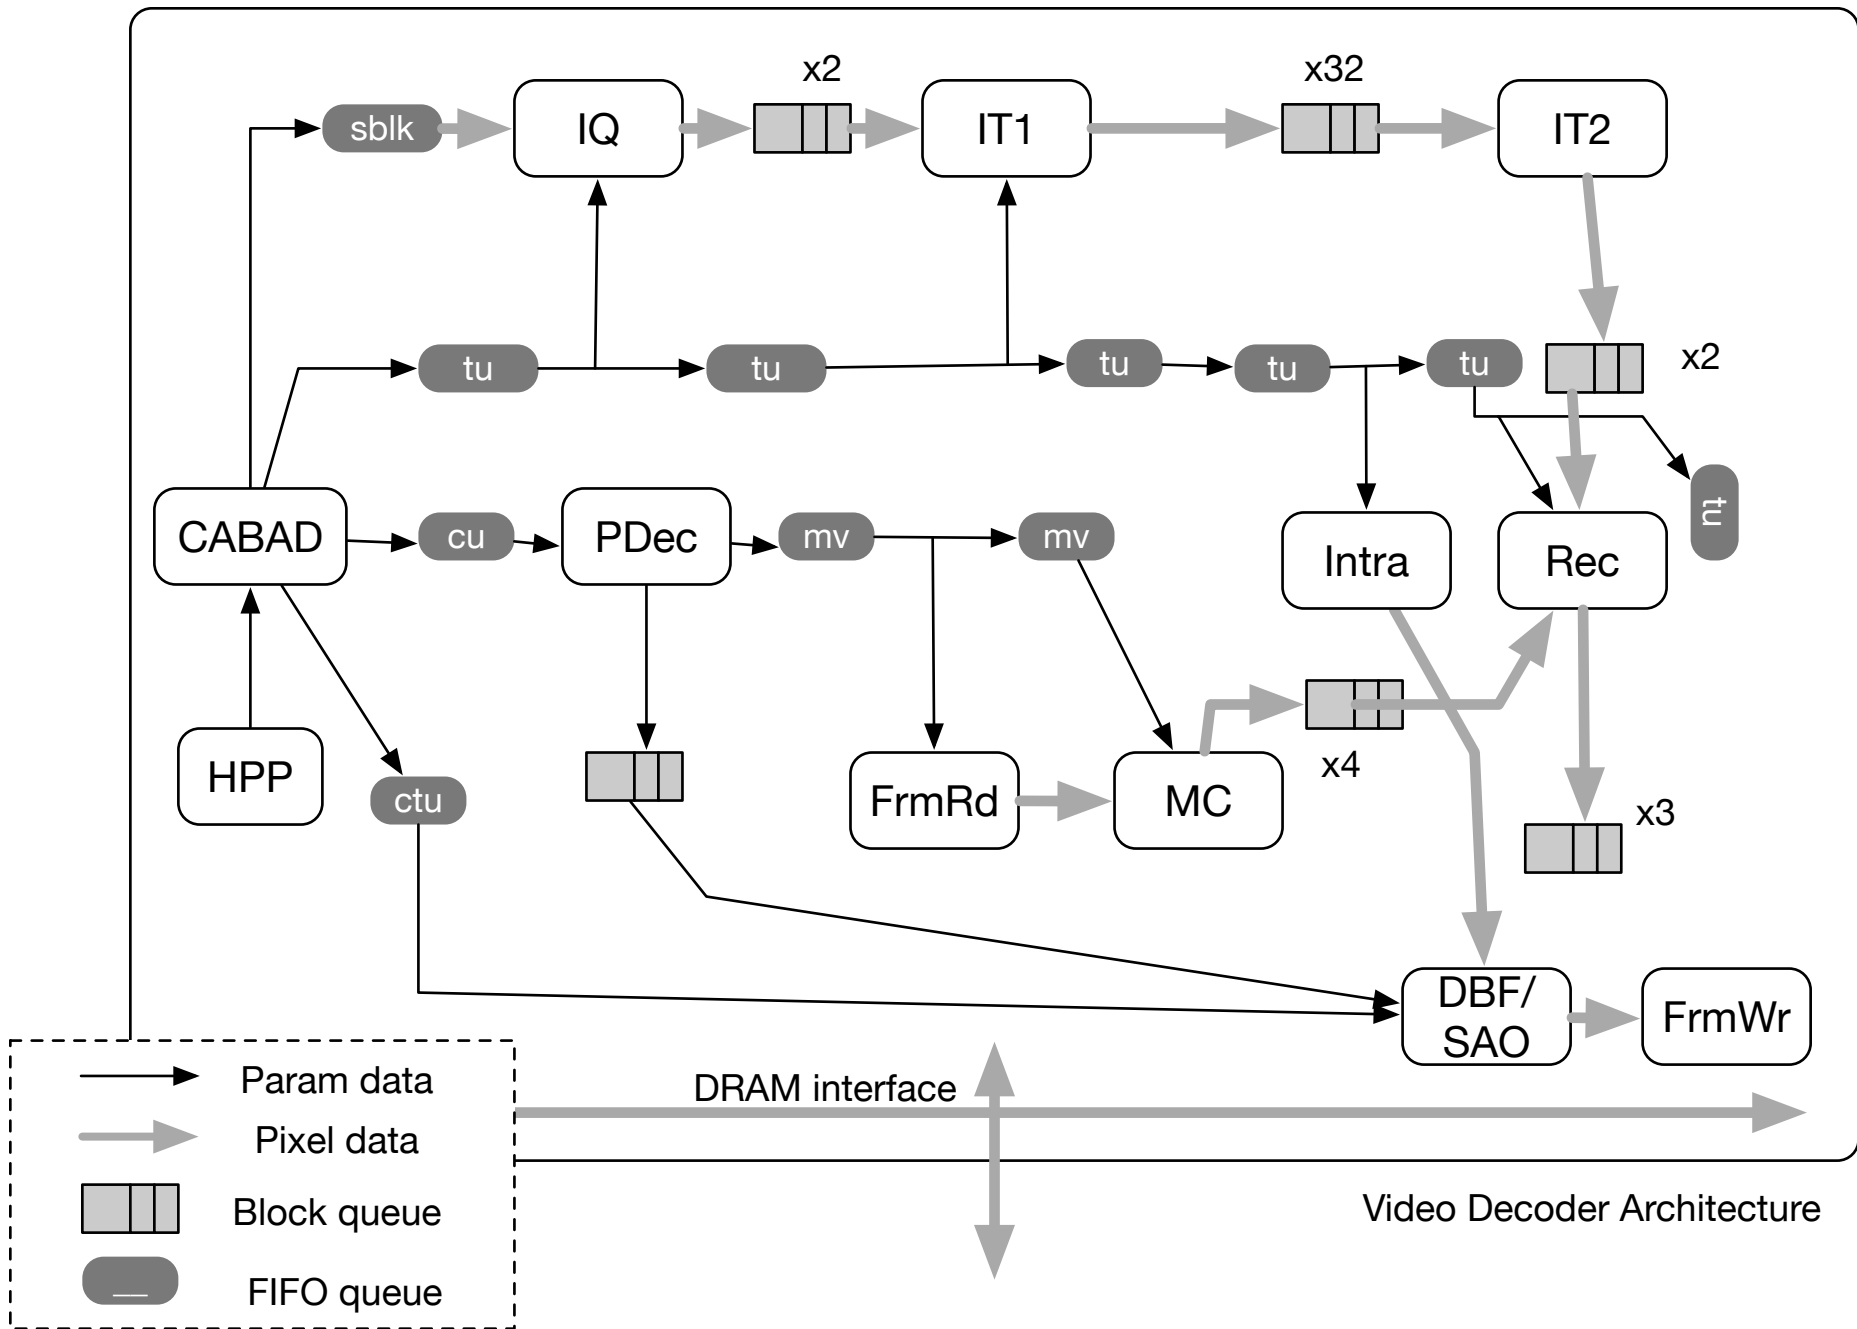 x2
x32
sblk
IQ
IT1
IT2
tu
tu
tu
tu
tu
x2
tu
CABAD
cu
PDec
mv
mv
Intra
Rec
HPP
ctu
FrmRd
MC
x4
x3
DBF/
SAO
FrmWr
Param data
DRAM interface
Pixel data
Block queue
Video Decoder Architecture
__
FIFO queue